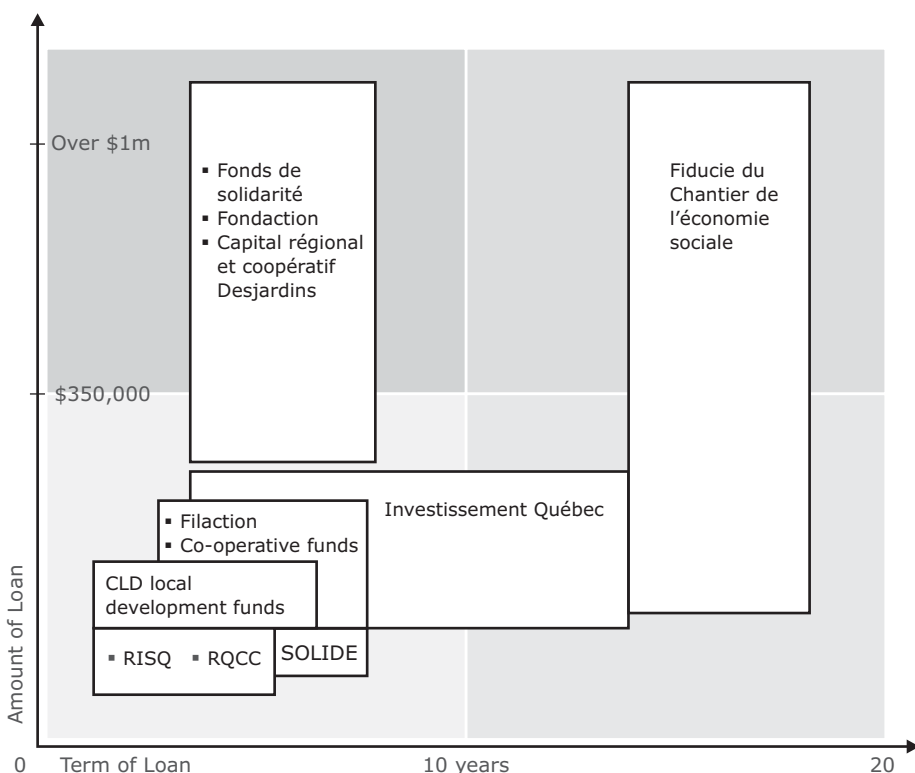 Over $1m
▪ Fonds de
solidarité
▪ Fondaction
▪ Capital régional
et coopératif
Desjardins
Fiducie du
Chantier de
l’économie
sociale
$350,000
Investissement Québec
▪ Filaction
▪ Co-operative funds
CLD local
development funds
▪ RISQ ▪ RQCC
SOLIDE
Amount of Loan
0 Term of Loan 10 years 20